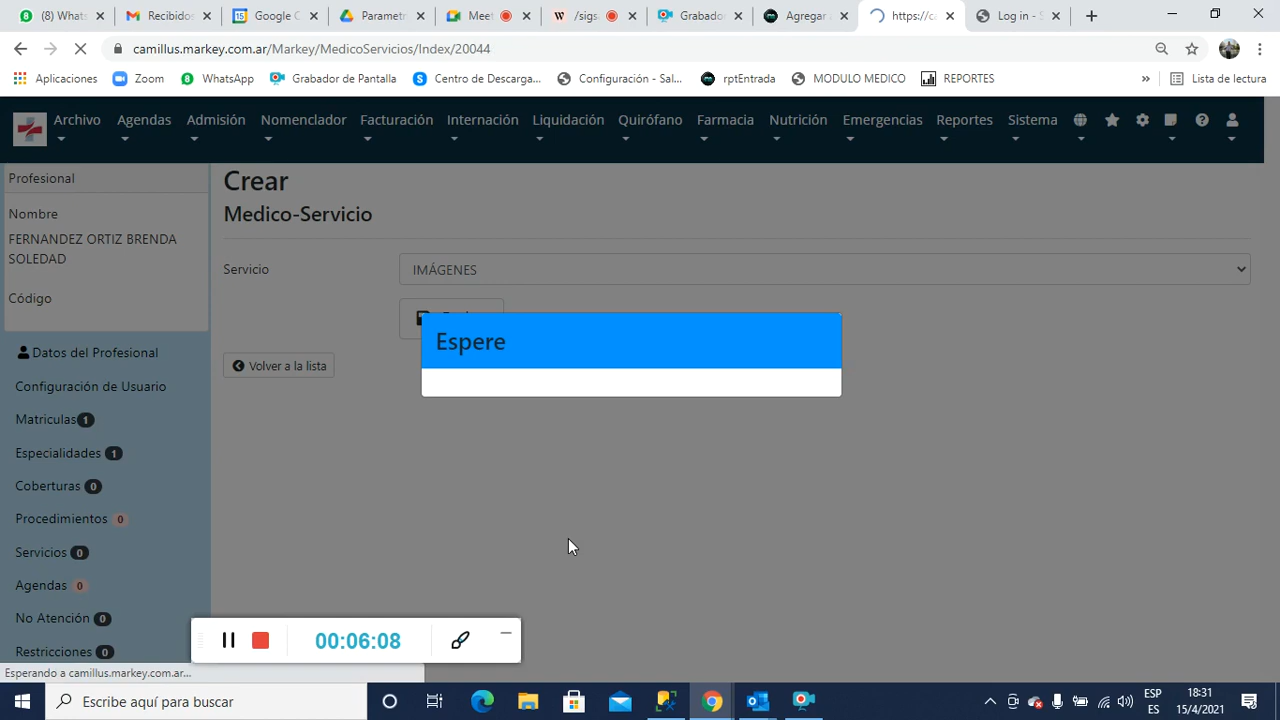 (8) Whats
Recibidos
31 Google C
Parametr
Meet
/sigs
Grabador
Agregar
https://c
Log in - S
camillus.markey.com.ar/Markey/MedicoServicios/Index/20044
Aplicaciones Zoom 8 WhatsApp Grabador de Pantalla Centro de Descarga... Configuración - Sal... rptEntrada MODULO MEDICO REPORTES » Lista de lectura
Archivo Agendas Admisión Nomenclador Facturación Internación Liquidación Quirófano Farmacia Nutrición Emergencias Reportes Sistema
Profesional
Nombre
FERNANDEZ ORTIZ BRENDA
SOLEDAD
Código
Datos del Profesional
Configuración de Usuario
Matriculas 1
Especialidades 1
Coberturas 0
Procedimientos 0
Servicios 0
Agendas 0
No Atención 0
Restricciones 0
Crear
Medico-Servicio
Servicio IMÁGENES
Volver a la lista
Espere
00:06:08
Esperando a camillus.markey.com.ar...
Escribe aquí para buscar
ESP
ES
18:31
15/4/2021